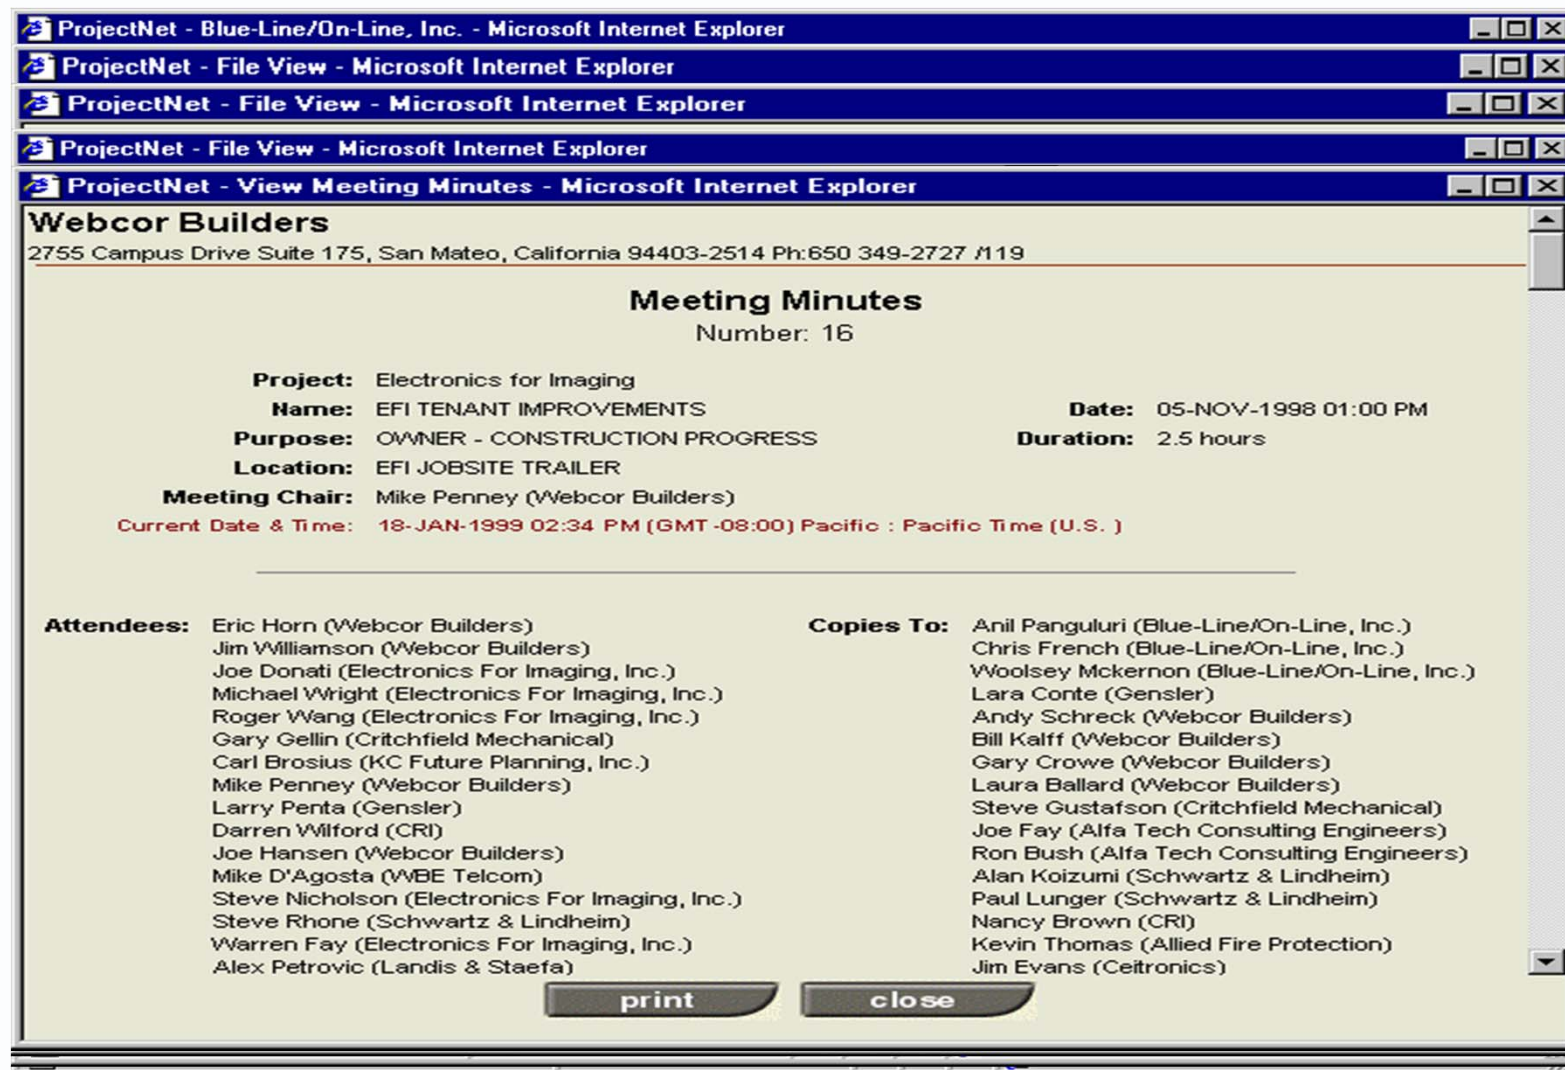 ProjectNet - Blue-Line/On-Line, Inc. - Microsoft Internet Explorer
ProjectNet - File View - Microsoft Internet Explorer
ProjectNet - File View - Microsoft Internet Explorer
ProjectNet - File View - Microsoft Internet Explorer
ProjectNet - View Meeting Minutes - Microsoft Internet Explorer
Webcor Builders
2755 Campus Drive Suite 175, San Mateo, California 94403-2514 Ph:650 349-2727 /119
Meeting Minutes
Number: 16
Project: Electronics for Imaging
Name: EFI TENANT IMPROVEMENTS Date: 05-NOV-1998 01:00 PM
Purpose: OWNER - CONSTRUCTION PROGRESS Duration: 2.5 hours
Location: EFI JOBSITE TRAILER
Meeting Chair: Mike Penney (Webcor Builders)
Current Date & Time: 18-JAN-1999 02:34 PM (GMT -08:00) Pacific : Pacific Time (U.S. )
Attendees: Eric Horn (Webcor Builders)
Jim Williamson (Webcor Builders)
Joe Donati (Electronics For Imaging, Inc.)
Michael Wright (Electronics For Imaging, Inc.)
Roger Wang (Electronics For Imaging, Inc.)
Gary Gellin (Critchfield Mechanical)
Carl Brosius (KC Future Planning, Inc.)
Mike Penney (Webcor Builders)
Larry Penta (Gensler)
Darren Wilford (CRI)
Joe Hansen (Webcor Builders)
Mike D'Agosta (WBE Telcom)
Steve Nicholson (Electronics For Imaging, Inc.)
Steve Rhone (Schwartz & Lindheim)
Warren Fay (Electronics For Imaging, Inc.)
Alex Petrovic (Landis & Staefa)
Copies To: Anil Panguluri (Blue-Line/On-Line, Inc.)
Chris French (Blue-Line/On-Line, Inc.)
Woolsey Mckernon (Blue-Line/On-Line, Inc.)
Lara Conte (Gensler)
Andy Schreck (Webcor Builders)
Bill Kalff (Webcor Builders)
Gary Crowe (Webcor Builders)
Laura Ballard (Webcor Builders)
Steve Gustafson (Critchfield Mechanical)
Joe Fay (Alfa Tech Consulting Engineers)
Ron Bush (Alfa Tech Consulting Engineers)
Alan Koizumi (Schwartz & Lindheim)
Paul Lunger (Schwartz & Lindheim)
Nancy Brown (CRI)
Kevin Thomas (Allied Fire Protection)
Jim Evans (Ceitronics)
print
close